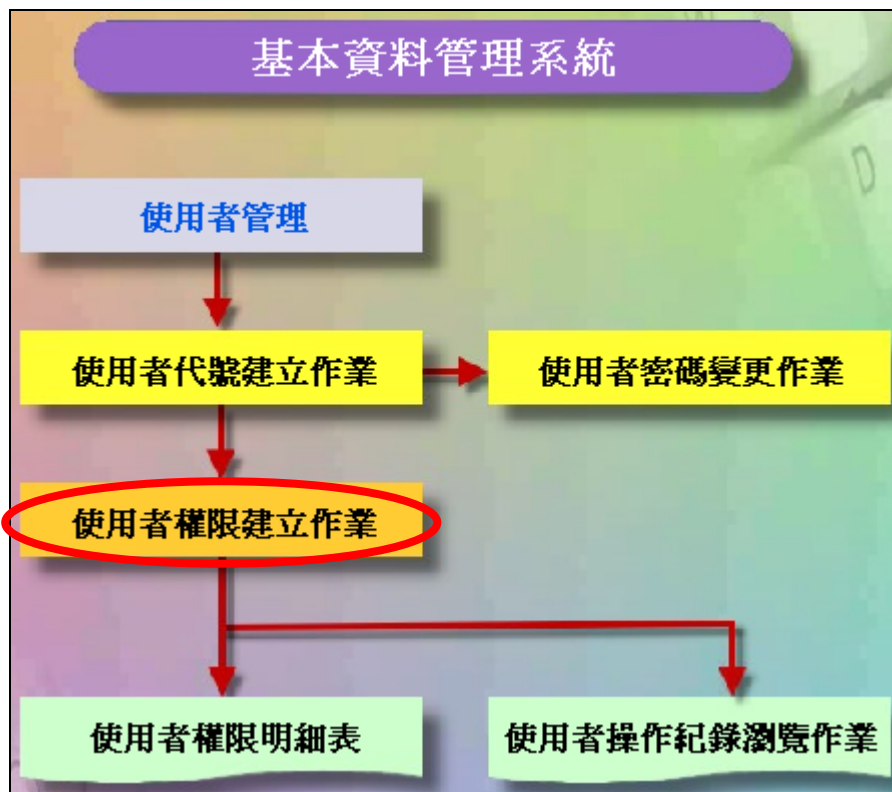 基本資料管理系統
使用者管理
使用者代號建立作業
使用者密碼變更作業
使用者權限建立作業
使用者權限明細表
使用者操作紀錄瀏覽作業
D